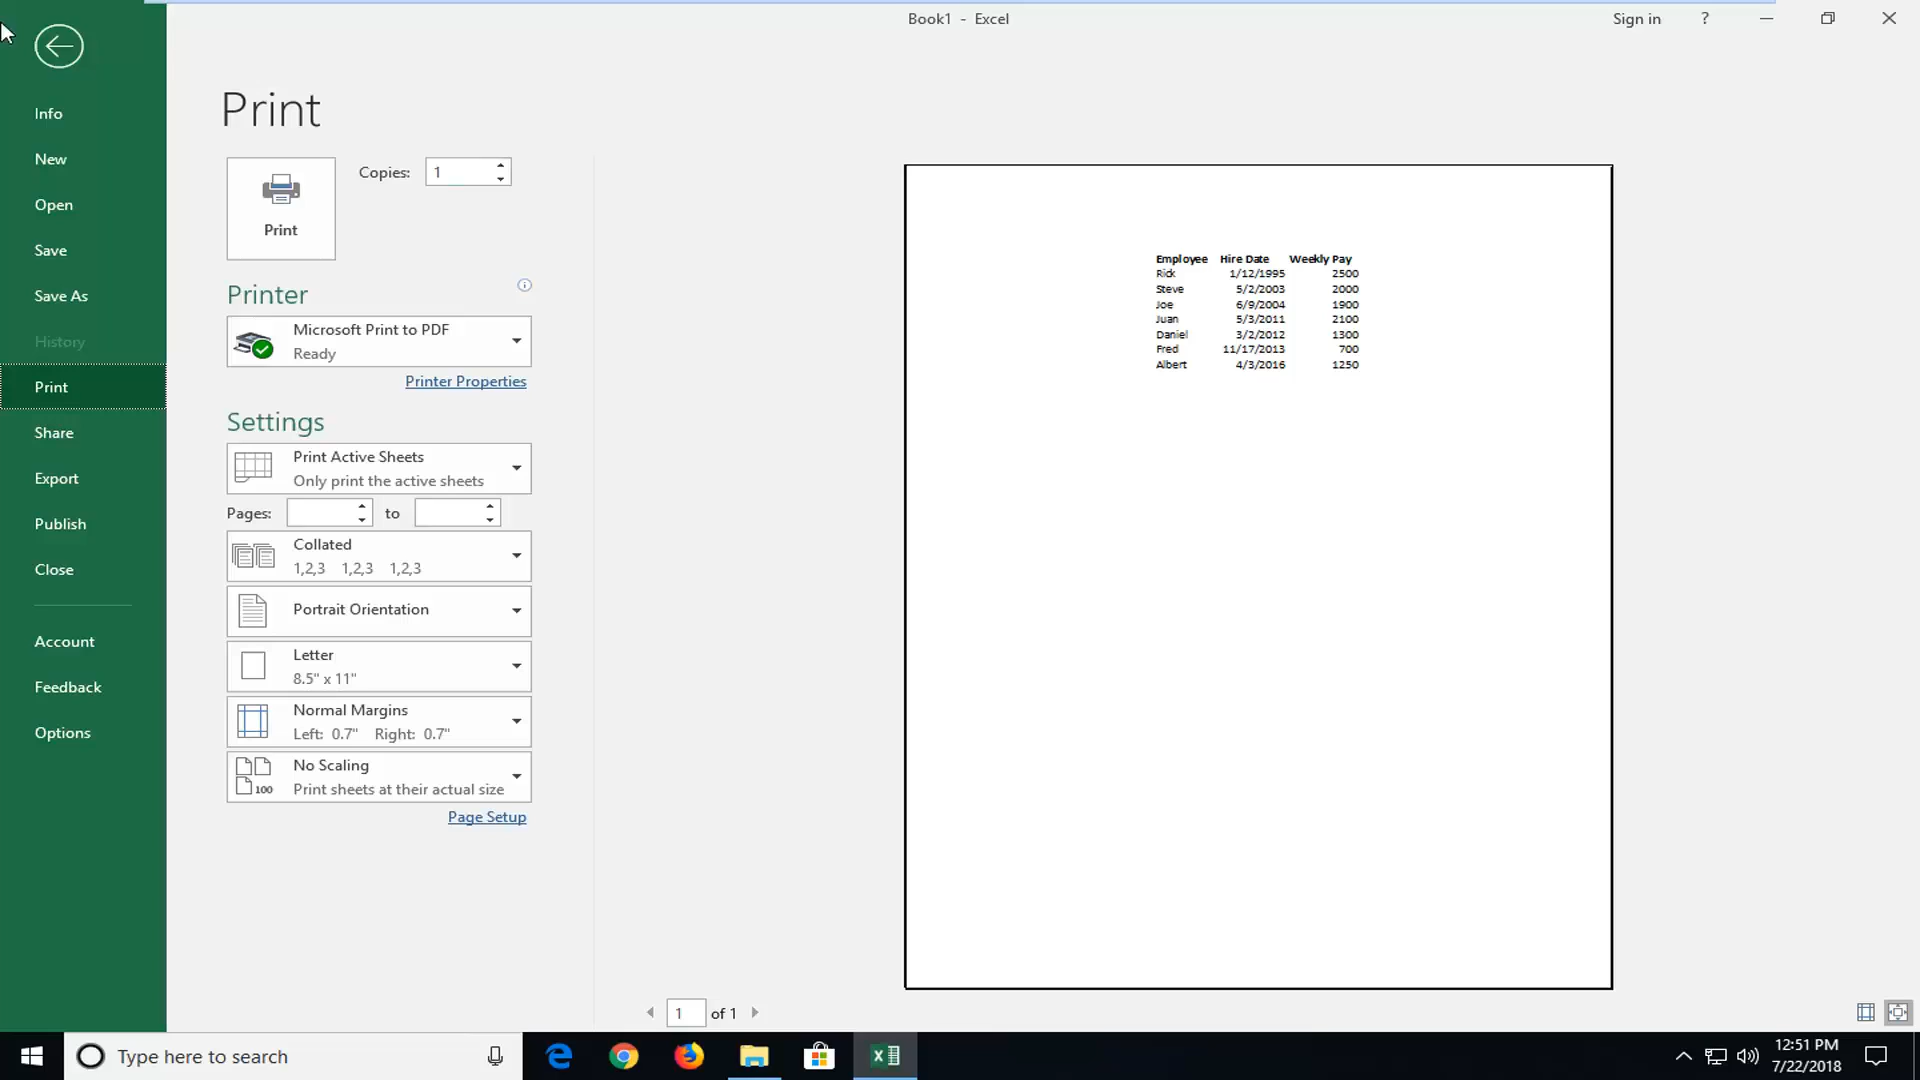 Book1 - Excel
Sign in ?
Info
New
Open
Save
Save As
History
Print
Share
Export
Publish
Close
Account
Feedback
Options
Print
Print
Copies: 1
Printer
Microsoft Print to PDF
Ready
Printer Properties
Settings
Print Active Sheets
Only print the active sheets
Pages: to
Collated
1,2,3 1,2,3 1,2,3
Portrait Orientation
Letter
8.5" x 11"
Normal Margins
Left: 0.7" Right: 0.7"
No Scaling
100
Print sheets at their actual size
Page Setup
Employee Hire Date Weekly Pay
Rick 1/12/1995 2500
Steve 5/2/2003 2000
Joe 6/9/2004 1900
Juan 5/3/2011 2100
Daniel 3/2/2012 1300
Fred 11/17/2013 700
Albert 4/3/2016 1250
1 of 1
Type here to search
12:51 PM
7/22/2018